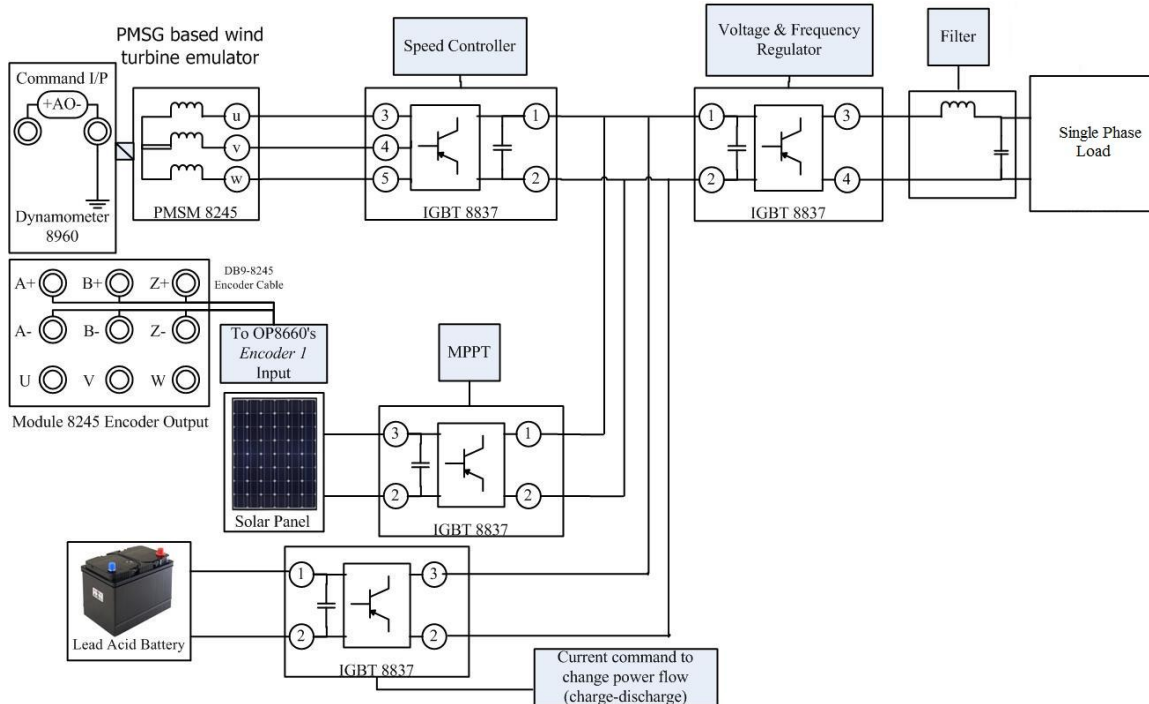 PMSG based wind
turbine emulator
Speed Controller
Voltage & Frequency
Regulator
Filter
Command I/P
+AO-
Dynamometer
8960
u
v
w
PMSM 8245
3
4
5
1
2
IGBT 8837
1
2
3
4
IGBT 8837
Single Phase
Load
A+
B+
Z+
A-
B-
Z-
U
V
W
Module 8245 Encoder Output
DB9-8245
Encoder Cable
To OP8660's
Encoder 1
Input
MPPT
Solar Panel
3
2
1
2
IGBT 8837
Lead Acid Battery
1
2
3
2
IGBT 8837
Current command to
change power flow
(charge-discharge)